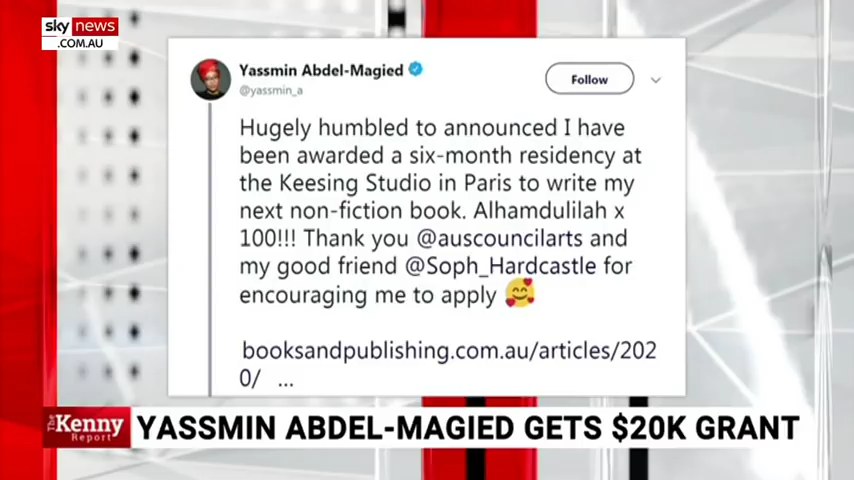 sky news
.COM.AU
Yassmin Abdel-Magied
@yassmin_a
Follow
Hugely humbled to announced I have
been awarded a six-month residency at
the Keesing Studio in Paris to write my
next non-fiction book. Alhamdulilah x
100!!! Thank you @auscouncilarts and
my good friend @Soph_Hardcastle for
encouraging me to apply 🥰
booksandpublishing.com.au/articles/202
0/ ...
The Kenny Report
YASSMIN ABDEL-MAGIED GETS $20K GRANT